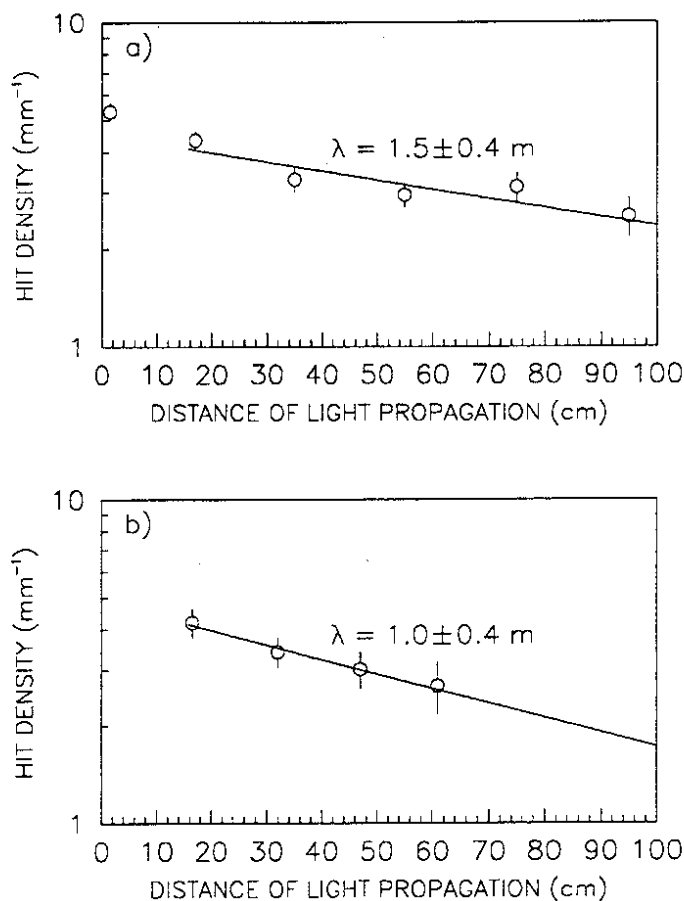 10
a)
HIT DENSITY (mm⁻¹)
λ = 1.5±0.4 m
1
0 10 20 30 40 50 60 70 80 90 100
DISTANCE OF LIGHT PROPAGATION (cm)
10
b)
HIT DENSITY (mm⁻¹)
λ = 1.0±0.4 m
1
0 10 20 30 40 50 60 70 80 90 100
DISTANCE OF LIGHT PROPAGATION (cm)